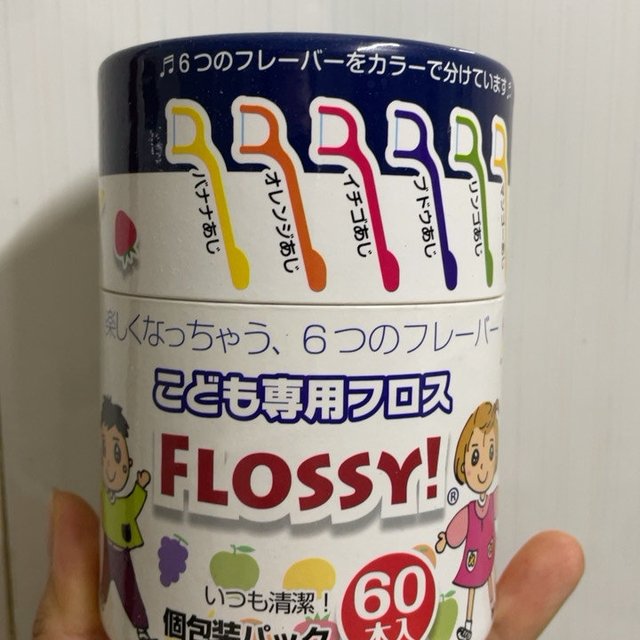 ♬6つのフレーバーをカラーで分けています♬
バナナあじ
オレンジあじ
イチゴあじ
ブドウあじ
リンゴあじ
楽しくなっちゃう、6つのフレーバー
こども専用フロス
FLOSSY!®
いつも清潔!
個包装パック
60
本入